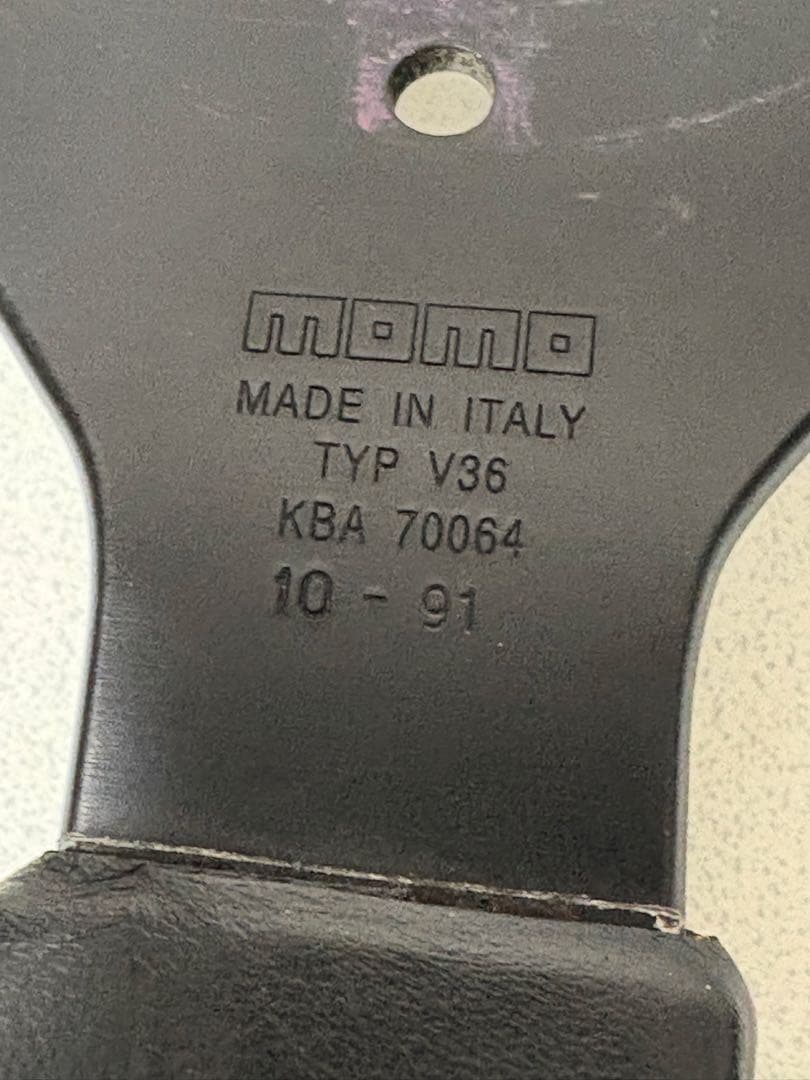 momo
MADE IN ITALY
TYP V36
KBA 70064
10 - 91